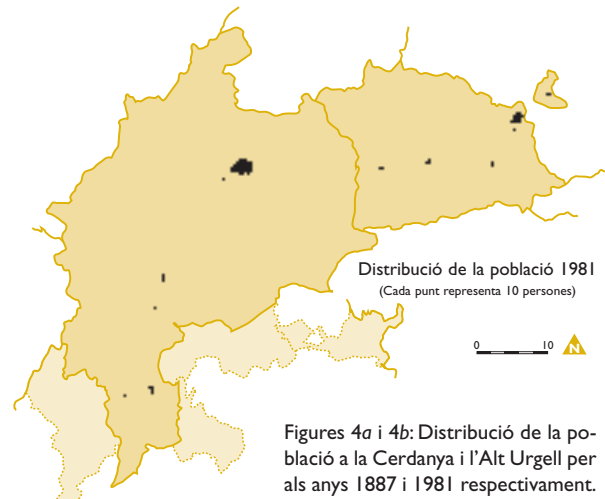 Distribució de la població 1981
(Cada punt representa 10 persones)
0 10
N
Figures 4a i 4b: Distribució de la po-
blació a la Cerdanya i l'Alt Urgell per
als anys 1887 i 1981 respectivament.